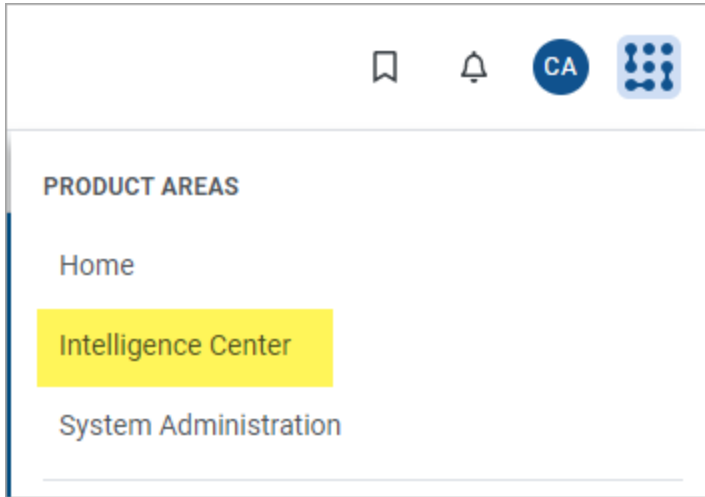 CA
PRODUCT AREAS
Home
Intelligence Center
System Administration